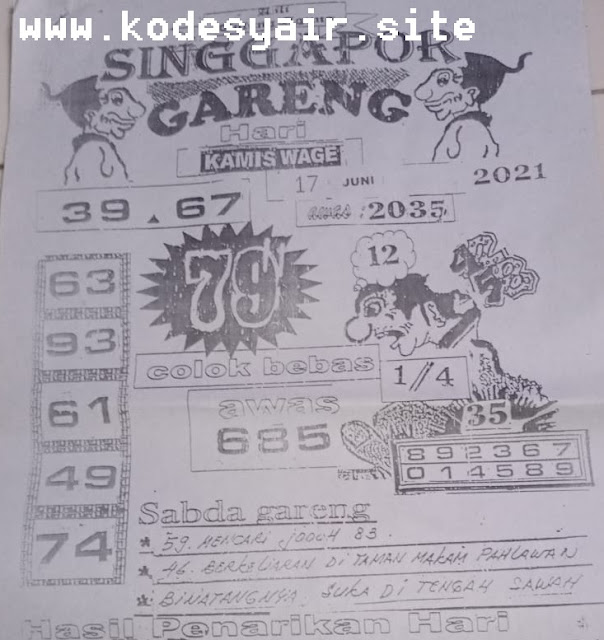 www.kodesyair.site
SINGGAPOR
GARENG
Hari
KAMIS WAGE
17 JUNI 2021
39.67
awas : 2035
63
93
61
49
74
79
12
colok bebas
1/4
awas
635
35
892367
014589
Sabda gareng
* 59. MENCARI JODOH 83.
* 46. BERKELIARAN DI TAMAN MAKAM PAHLAWAN
* BINATANGNYA SUKA DI TENGAH SAWAH
Hasil Penarikan Hari